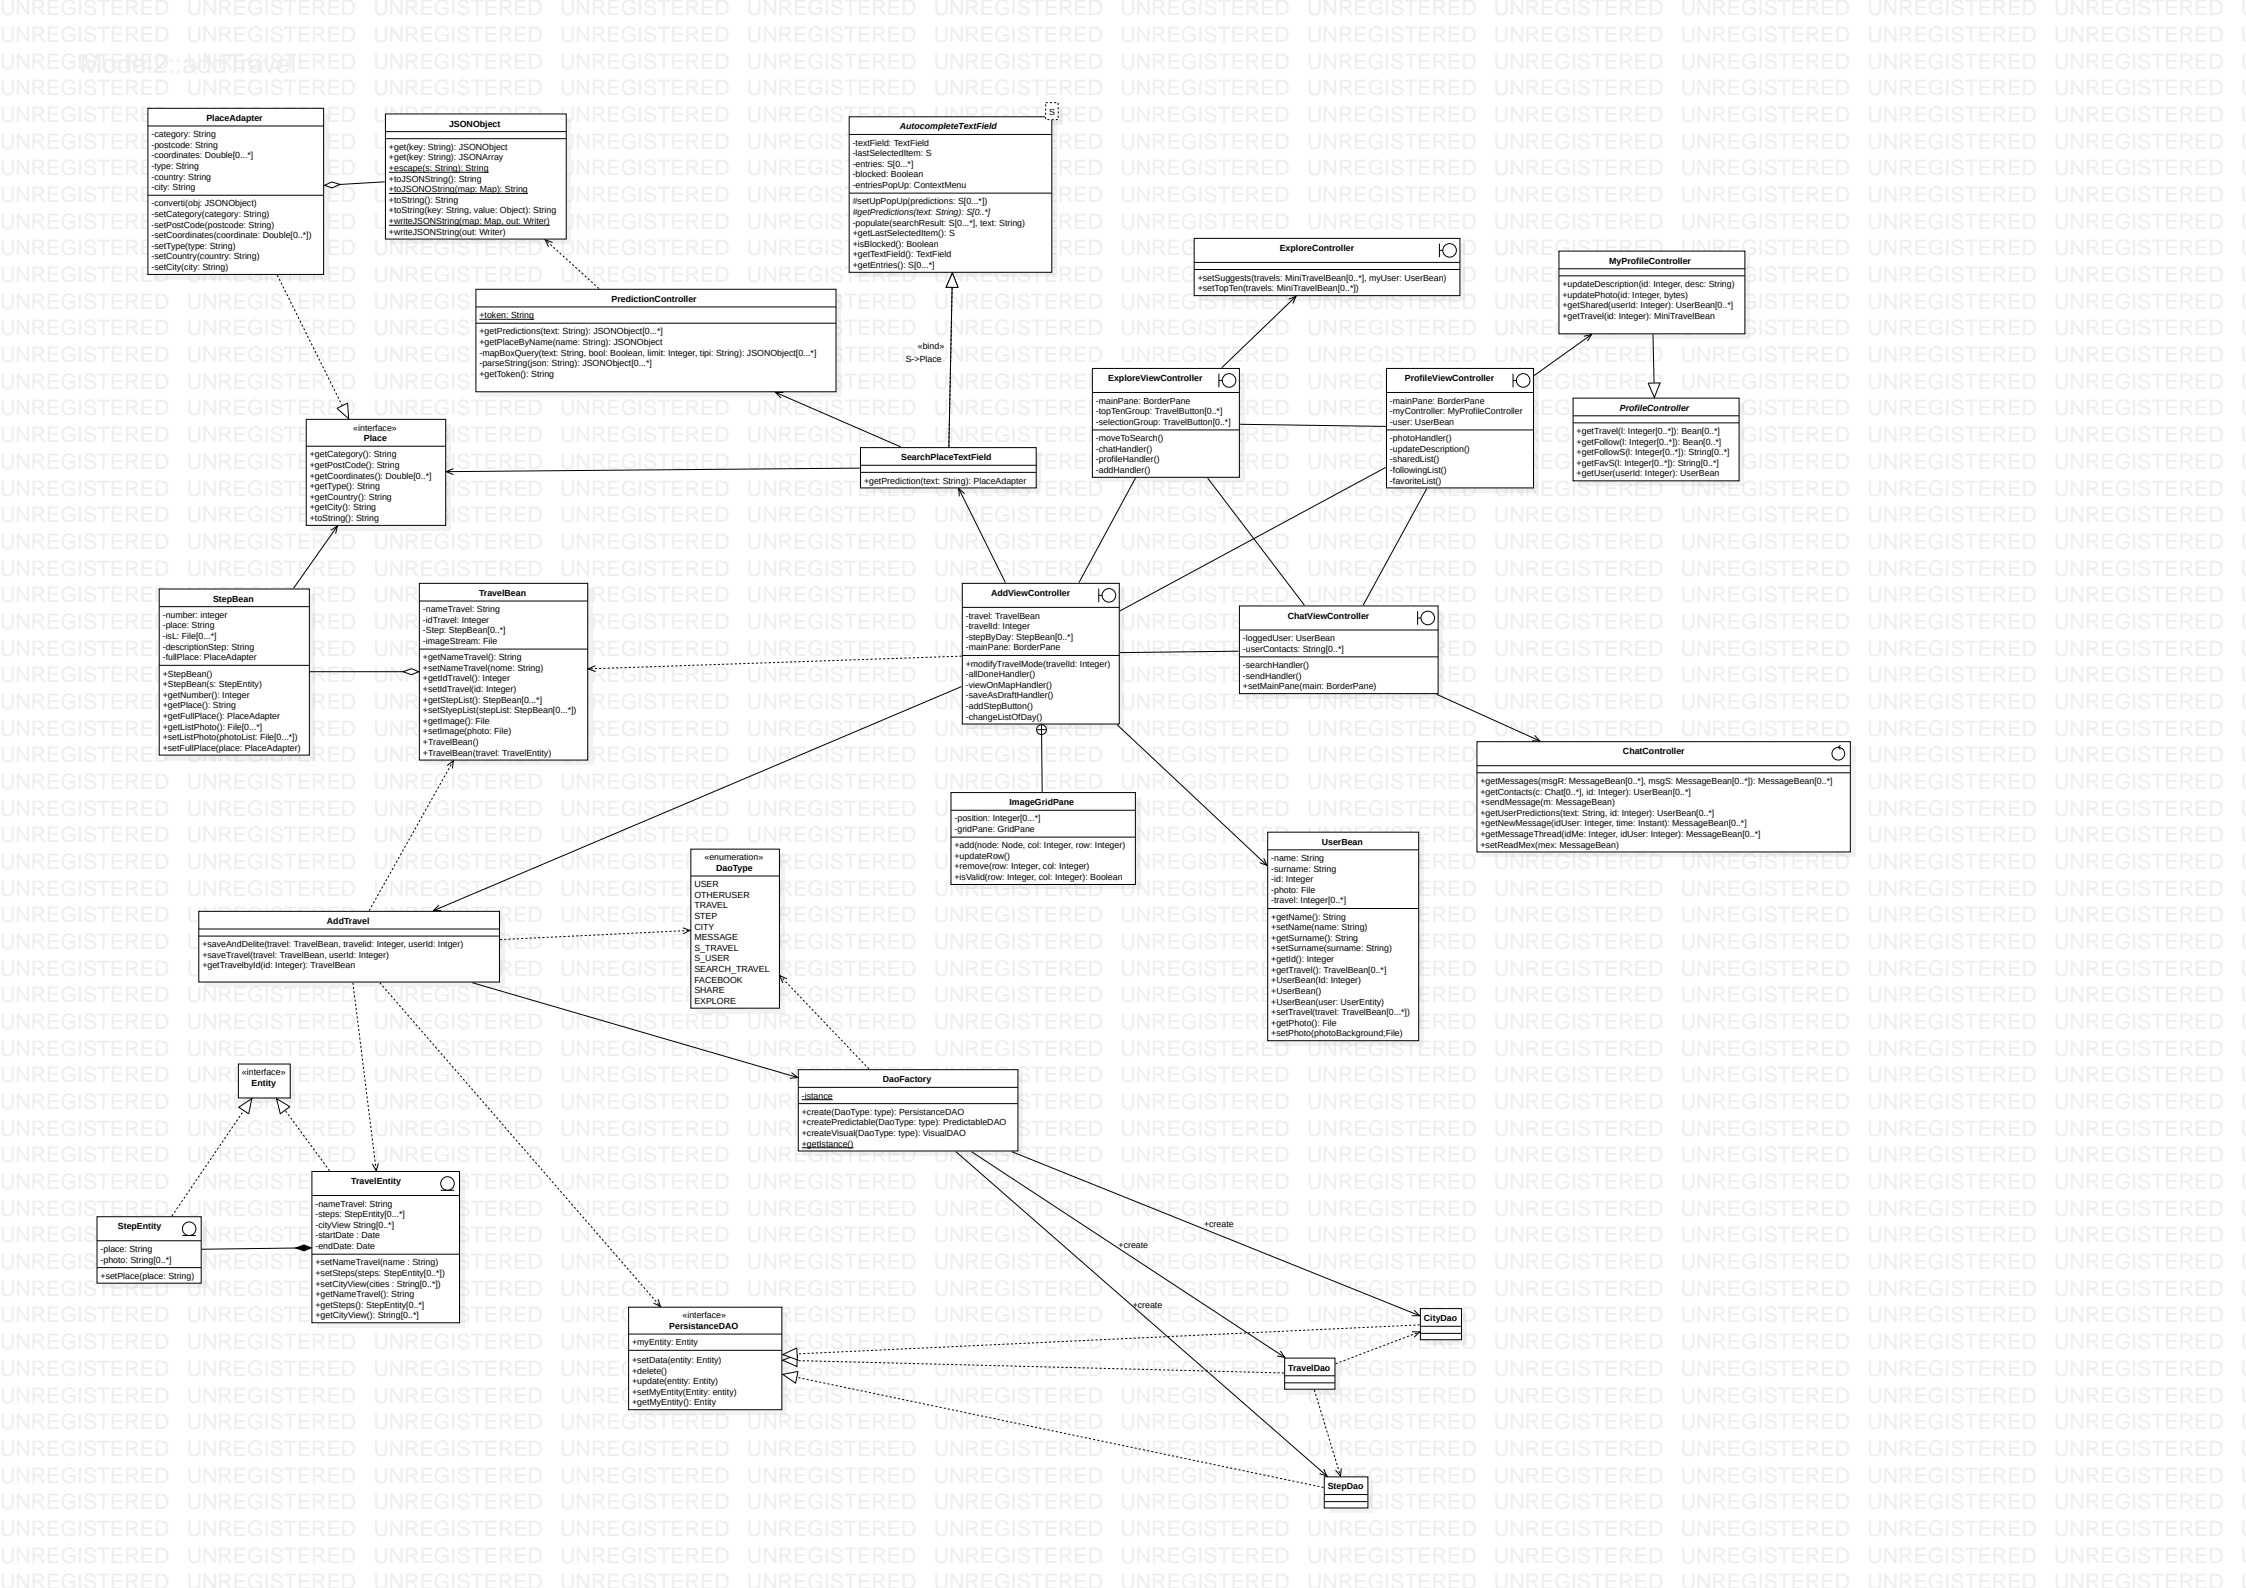 Model2::addTravel
PlaceAdapter
-category: String
-postcode: String
-coordinates: Double[0...*]
-type: String
-country: String
-city: String
-converti(obj: JSONObject)
-setCategory(category: String)
-setPostCode(postcode: String)
-setCoordinates(coordinate: Double[0..*])
-setType(type: String)
-setCountry(country: String)
-setCity(city: String)
JSONObject
+get(key: String): JSONObject
+get(key: String): JSONArray
+escape(s: String): String
+toJSONString(): String
+toJSONOString(map: Map): String
+toString(): String
+toString(key: String, value: Object): String
+writeJSONString(map: Map, out: Writer)
+writeJSONString(out: Writer)
S
AutocompleteTextField
-textField: TextField
-lastSelectedItem: S
-entries: S[0...*]
-blocked: Boolean
-entriesPopUp: ContextMenu
#setUpPopUp(predictions: S[0...*])
#getPredictions(text: String): S[0..*]
-populate(searchResult: S[0...*], text: String)
+getLastSelectedItem(): S
+isBlocked(): Boolean
+getTextField(): TextField
+getEntries(): S[0...*]
PredictionController
+token: String
+getPredictions(text: String): JSONObject[0...*]
+getPlaceByName(name: String): JSONObject
-mapBoxQuery(text: String, bool: Boolean, limit: Integer, tipi: String): JSONObject[0...*]
-parseString(json: String): JSONObject[0...*]
+getToken(): String
«bind»
S->Place
ExploreController
+setSuggests(travels: MiniTravelBean[0..*], myUser: UserBean)
+setTopTen(travels: MiniTravelBean[0..*])
MyProfileController
+updateDescription(id: Integer, desc: String)
+updatePhoto(id: Integer, bytes)
+getShared(userId: Integer): UserBean[0..*]
+getTravel(id: Integer): MiniTravelBean
ExploreViewController
-mainPane: BorderPane
-topTenGroup: TravelButton[0..*]
-selectionGroup: TravelButton[0..*]
-moveToSearch()
-chatHandler()
-profileHandler()
-addHandler()
ProfileViewController
-mainPane: BorderPane
-myController: MyProfileController
-user: UserBean
-photoHandler()
-updateDescription()
-sharedList()
-followingList()
-favoriteList()
ProfileController
+getTravel(l: Integer[0..*]): Bean[0..*]
+getFollow(l: Integer[0..*]): Bean[0..*]
+getFollowS(l: Integer[0..*]): String[0..*]
+getFavS(l: Integer[0..*]): String[0..*]
+getUser(userId: Integer): UserBean
«interface»
Place
+getCategory(): String
+getPostCode(): String
+getCoordinates(): Double[0..*]
+getType(): String
+getCountry(): String
+getCity(): String
+toString(): String
SearchPlaceTextField
+getPrediction(text: String): PlaceAdapter
StepBean
-number: integer
-place: String
-isL: File[0...*]
-descriptionStep: String
-fullPlace: PlaceAdapter
+StepBean()
+StepBean(s: StepEntity)
+getNumber(): Integer
+getPlace(): String
+getFullPlace(): PlaceAdapter
+getListPhoto(): File[0...*]
+setListPhoto(photoList: File[0...*])
+setFullPlace(place: PlaceAdapter)
TravelBean
-nameTravel: String
-idTravel: Integer
-Step: StepBean[0..*]
-imageStream: File
+getNameTravel(): String
+setNameTravel(nome: String)
+getIdTravel(): Integer
+setIdTravel(id: Integer)
+getStepList(): StepBean[0...*]
+setStyepList(stepList: StepBean[0...*])
+getImage(): File
+setImage(photo: File)
+TravelBean()
+TravelBean(travel: TravelEntity)
AddViewController
-travel: TravelBean
-travelId: Integer
-stepByDay: StepBean[0..*]
-mainPane: BorderPane
+modifyTravelMode(travelId: Integer)
-allDoneHandler()
-viewOnMapHandler()
-saveAsDraftHandler()
-addStepButton()
-changeListOfDay()
ChatViewController
-loggedUser: UserBean
-userContacts: String[0..*]
-searchHandler()
-sendHandler()
+setMainPane(main: BorderPane)
ChatController
+getMessages(msgR: MessageBean[0..*], msgS: MessageBean[0..*]): MessageBean[0..*]
+getContacts(c: Chat[0..*], id: Integer): UserBean[0..*]
+sendMessage(m: MessageBean)
+getUserPredictions(text: String, id: Integer): UserBean[0..*]
+getNewMessage(idUser: Integer, time: Instant): MessageBean[0..*]
+getMessageThread(idMe: Integer, idUser: Integer): MessageBean[0..*]
+setReadMex(mex: MessageBean)
ImageGridPane
-position: Integer[0...*]
-gridPane: GridPane
+add(node: Node, col: Integer, row: Integer)
+updateRow()
+remove(row: Integer, col: Integer)
+isValid(row: Integer, col: Integer): Boolean
UserBean
-name: String
-surname: String
-id: Integer
-photo: File
-travel: Integer[0..*]
+getName(): String
+setName(name: String)
+getSurname(): String
+setSurname(surname: String)
+getId(): Integer
+getTravel(): TravelBean[0..*]
+UserBean(Id: Integer)
+UserBean()
+UserBean(user: UserEntity)
+setTravel(travel: TravelBean[0...*])
+getPhoto(): File
+setPhoto(photoBackground;File)
«enumeration»
DaoType
USER
OTHERUSER
TRAVEL
STEP
CITY
MESSAGE
S_TRAVEL
S_USER
SEARCH_TRAVEL
FACEBOOK
SHARE
EXPLORE
AddTravel
+saveAndDelite(travel: TravelBean, travelid: Integer, userId: Intger)
+saveTravel(travel: TravelBean, userId: Integer)
+getTravelbyId(id: Integer): TravelBean
«interface»
Entity
DaoFactory
-istance
+create(DaoType: type): PersistanceDAO
+createPredictable(DaoType: type): PredictableDAO
+createVisual(DaoType: type): VisualDAO
+getIstance()
TravelEntity
-nameTravel: String
-steps: StepEntity[0...*]
-cityView String[0..*]
-startDate : Date
-endDate: Date
+setNameTravel(name : String)
+setSteps(steps: StepEntity[0..*])
+setCityView(cities : String[0..*])
+getNameTravel(): String
+getSteps(): StepEntity[0..*]
+getCityView(): String[0..*]
StepEntity
-place: String
-photo: String[0..*]
+setPlace(place: String)
+create
+create
+create
«interface»
PersistanceDAO
+myEntity: Entity
+setData(entity: Entity)
+delete()
+update(entity: Entity)
+setMyEntity(Entity: entity)
+getMyEntity(): Entity
CityDao
TravelDao
StepDao